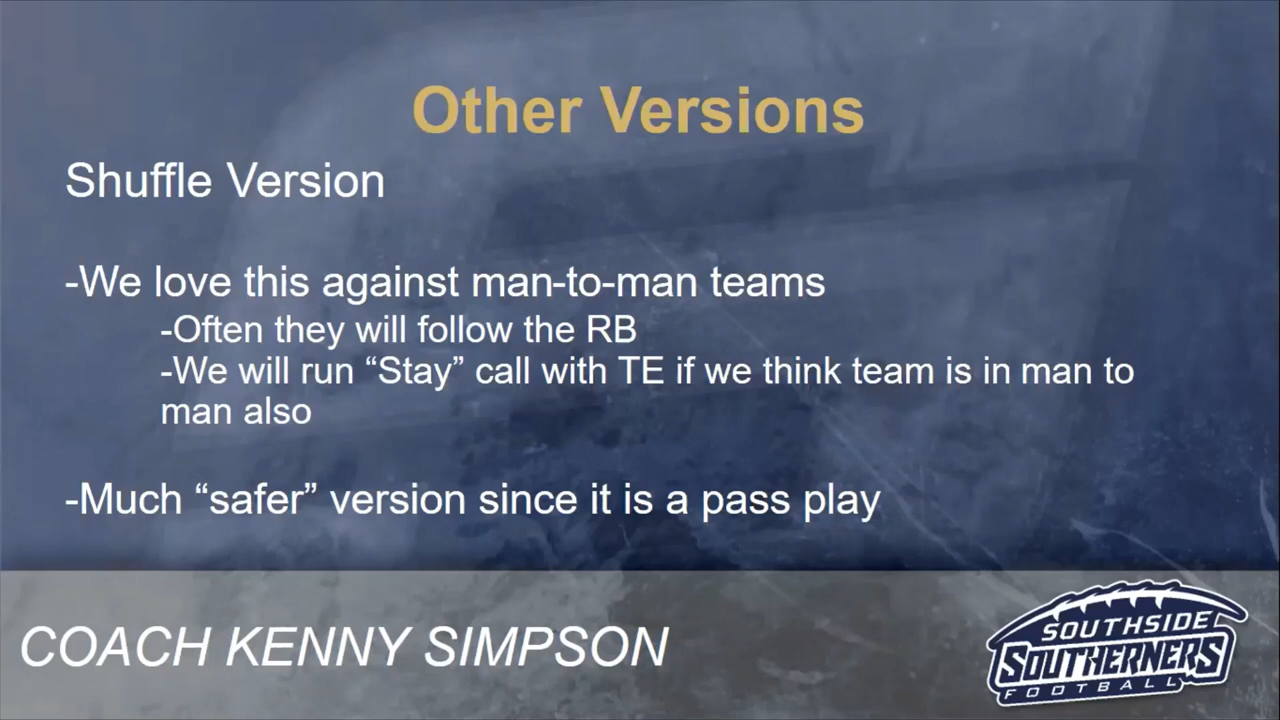 Other Versions
Shuffle Version
-We love this against man-to-man teams
-Often they will follow the RB
-We will run “Stay” call with TE if we think team is in man to
man also
-Much “safer” version since it is a pass play
COACH KENNY SIMPSON
SOUTHSIDE
SOUTHERNERS
FOOTBALL